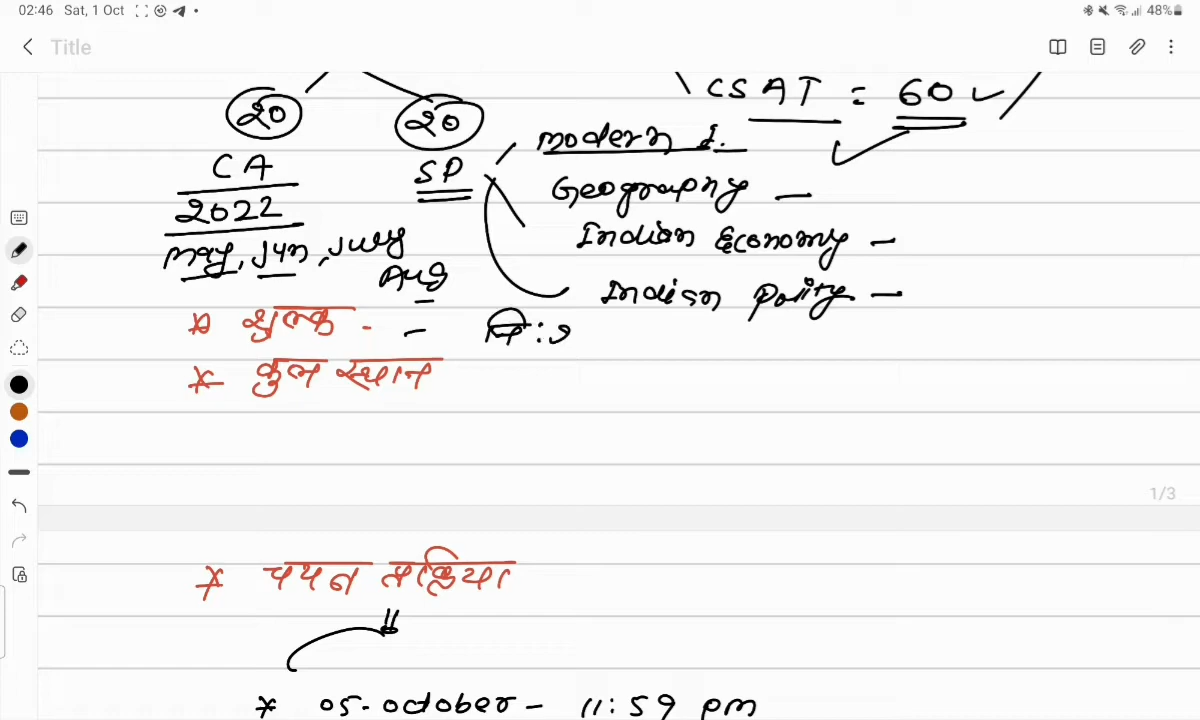 02:46 Sat, 1 Oct
48%
Title
CSAT = 60
20 20
CA SP
2022
may, Jun, July
Aug
modern I.
Geography -
Indian Economy -
Indian Polity -
* शुल्क - -
* कुल स्थान
1/3
* चयन प्रक्रिया
* 05-october - 11:59 pm